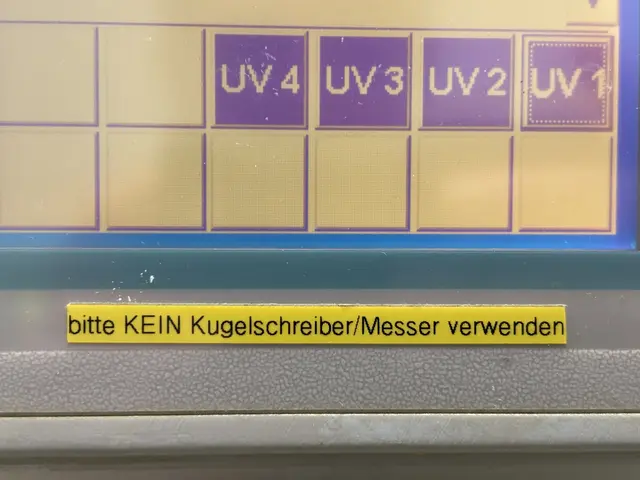 UV 4 UV 3 UV 2 UV 1
bitte KEIN Kugelschreiber/Messer verwenden